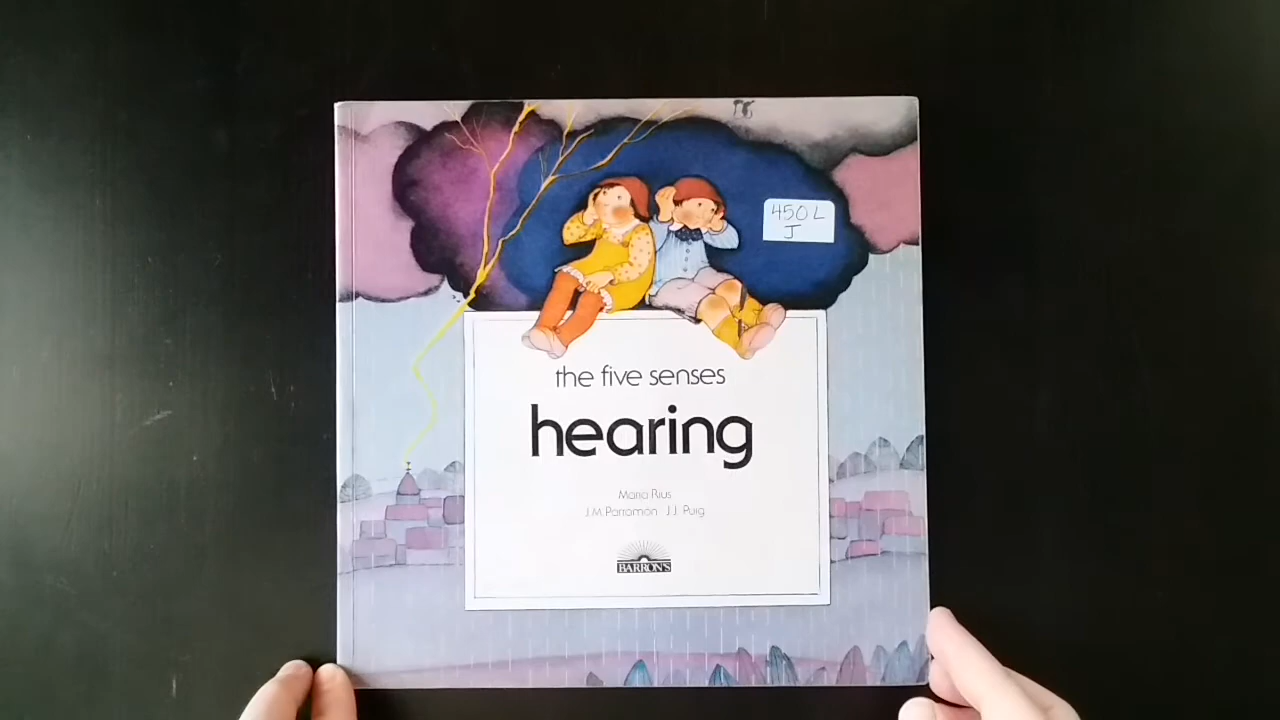 450 L
J
the five senses
hearing
Maria Rius
J.M. Parramon J.J. Puig
BARRON'S